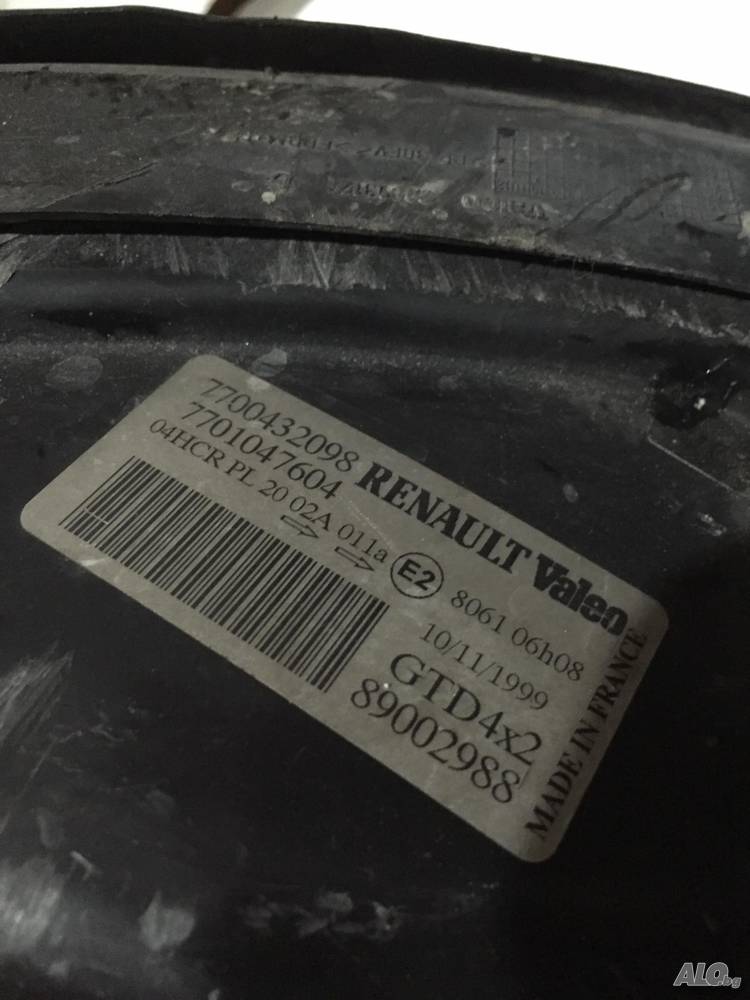 7700432098
7701047604
RENAULT Valeo
04HCR PL 20 02A 011a
E2
8061 06h08
10/11/1999
GTD4x2
89002988
MADE IN FRANCE
ALO.bg